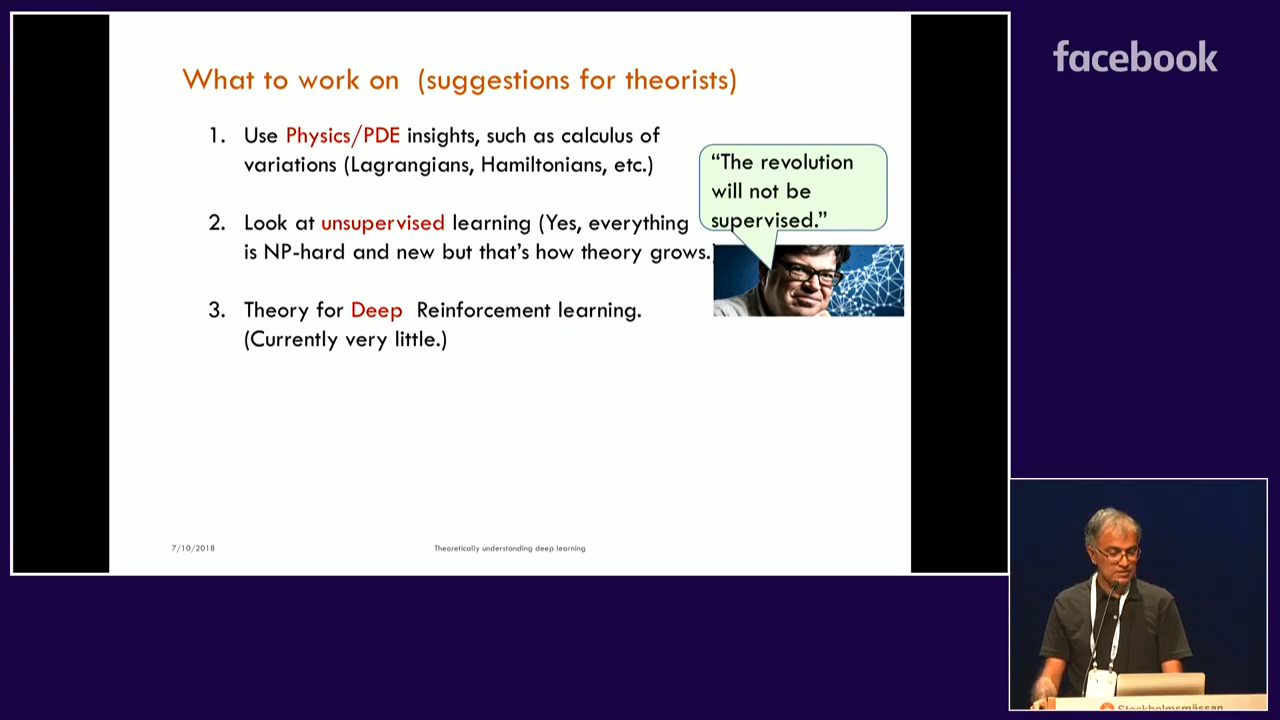 facebook
What to work on (suggestions for theorists)
1. Use Physics/PDE insights, such as calculus of
variations (Lagrangians, Hamiltonians, etc.)
2. Look at unsupervised learning (Yes, everything
is NP-hard and new but that's how theory grows.)
3. Theory for Deep Reinforcement learning.
(Currently very little.)
“The revolution
will not be
supervised.”
7/10/2018
Theoretically understanding deep learning
Stockholmsmässan